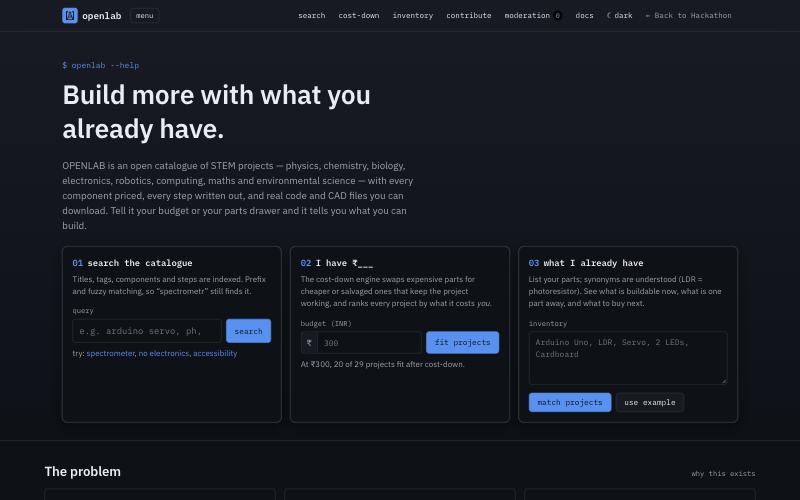 openlab menu search cost-down inventory contribute moderation 0 docs ☾ dark ← Back to Hackathon
$ openlab --help
Build more with what you
already have.
OPENLAB is an open catalogue of STEM projects — physics, chemistry, biology,
electronics, robotics, computing, maths and environmental science — with every
component priced, every step written out, and real code and CAD files you can
download. Tell it your budget or your parts drawer and it tells you what you can
build.
01 search the catalogue
Titles, tags, components and steps are indexed. Prefix
and fuzzy matching, so “spectrometr” still finds it.
query
e.g. arduino servo, ph, search
try: spectrometer, no electronics, accessibility
02 I have ₹___
The cost-down engine swaps expensive parts for
cheaper or salvaged ones that keep the project
working, and ranks every project by what it costs you.
budget (INR)
₹ 300 fit projects
At ₹300, 20 of 29 projects fit after cost-down.
03 what I already have
List your parts; synonyms are understood (LDR =
photoresistor). See what is buildable now, what is one
part away, and what to buy next.
inventory
Arduino Uno, LDR, Servo, 2 LEDs,
Cardboard
match projects use example
The problem why this exists